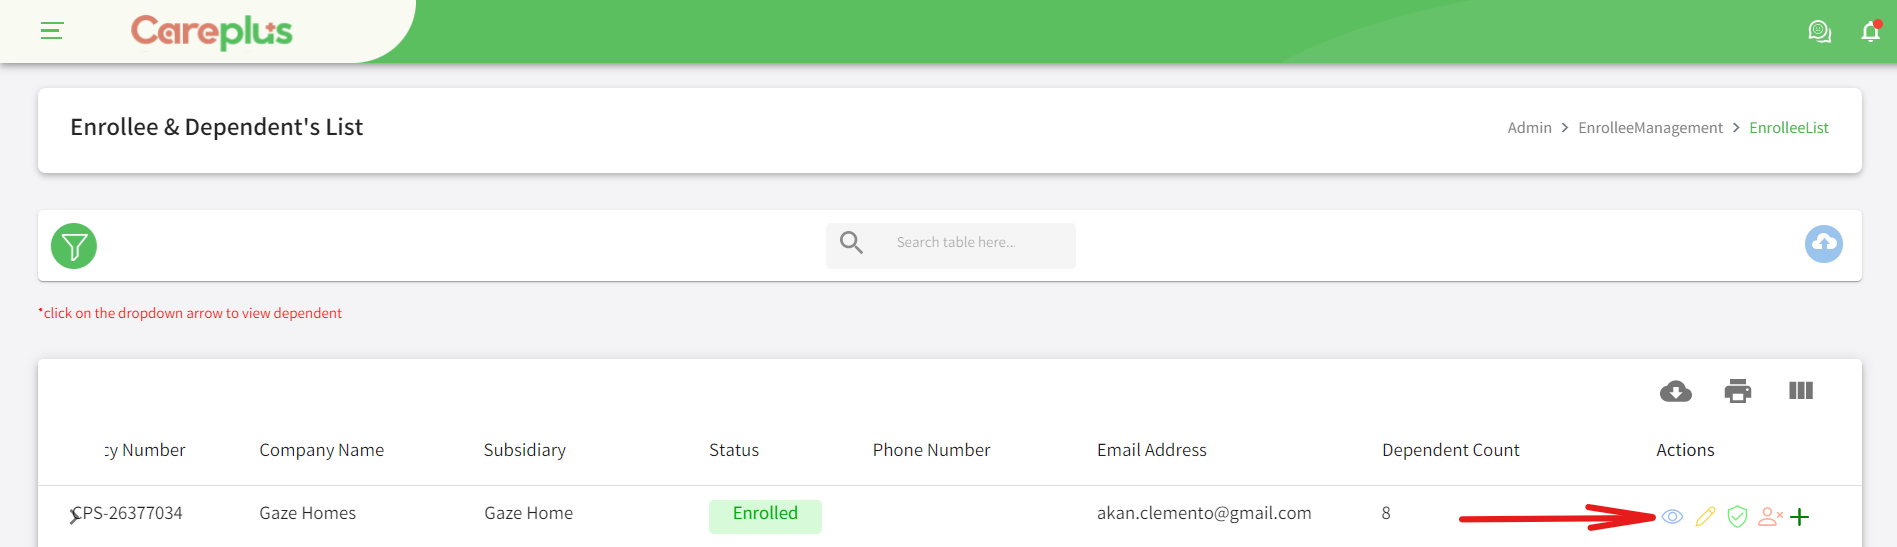 Careplus
Enrollee & Dependent's List
Admin > EnrolleeManagement > EnrolleeList
Search table here...
*click on the dropdown arrow to view dependent
cy Number Company Name Subsidiary Status Phone Number Email Address Dependent Count Actions
CPS-26377034 Gaze Homes Gaze Home Enrolled akan.clemento@gmail.com 8